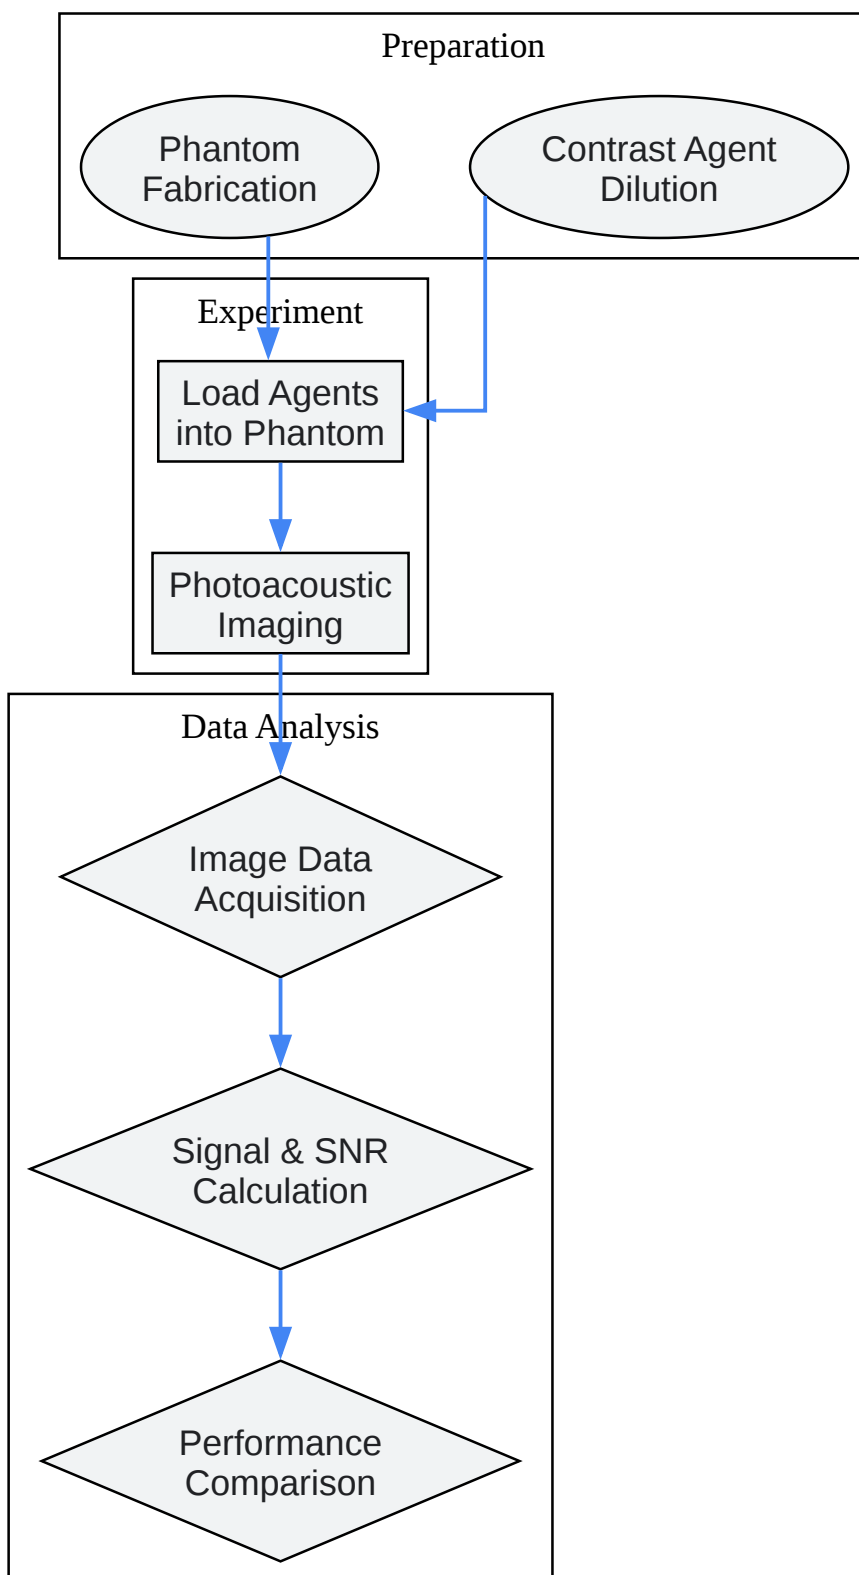 Preparation
Phantom
Fabrication
Contrast Agent
Dilution
Experiment
Load Agents
into Phantom
Photoacoustic
Imaging
Data Analysis
Image Data
Acquisition
Signal & SNR
Calculation
Performance
Comparison